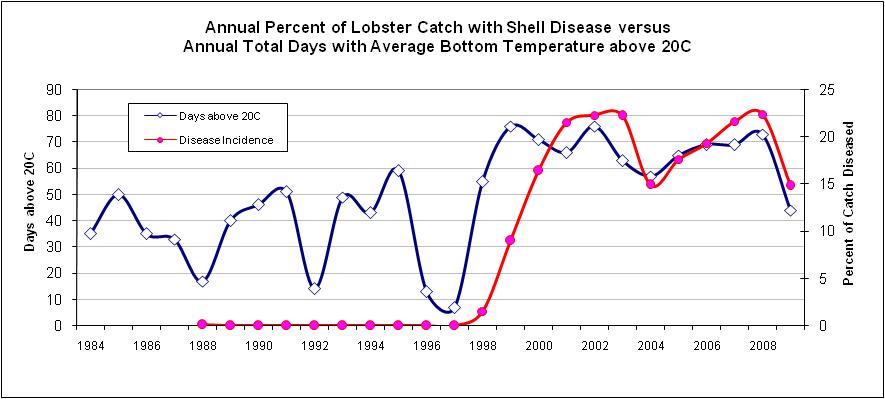 Annual Percent of Lobster Catch with Shell Disease versus
Annual Total Days with Average Bottom Temperature above 20C
90
80
70
60
50
40
30
20
10
0
Days above 20C
Days above 20C
Disease Incidence
25
20
15
10
5
0
Percent of Catch Diseased
1984 1986 1988 1990 1992 1994 1996 1998 2000 2002 2004 2006 2008